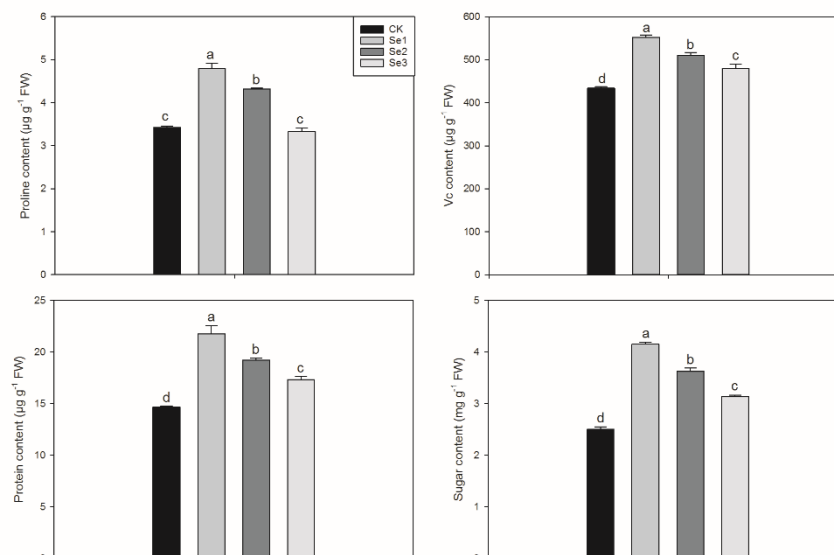 Proline content (µg g-1 FW)
6
5
4
3
2
1
0
c
a
b
c
CK
Se1
Se2
Se3
Vc content (µg g-1 FW)
600
500
400
300
200
100
0
d
a
b
c
Protein content (µg g-1 FW)
25
20
15
10
5
d
a
b
c
Sugar content (mg g-1 FW)
5
4
3
2
1
d
a
b
c